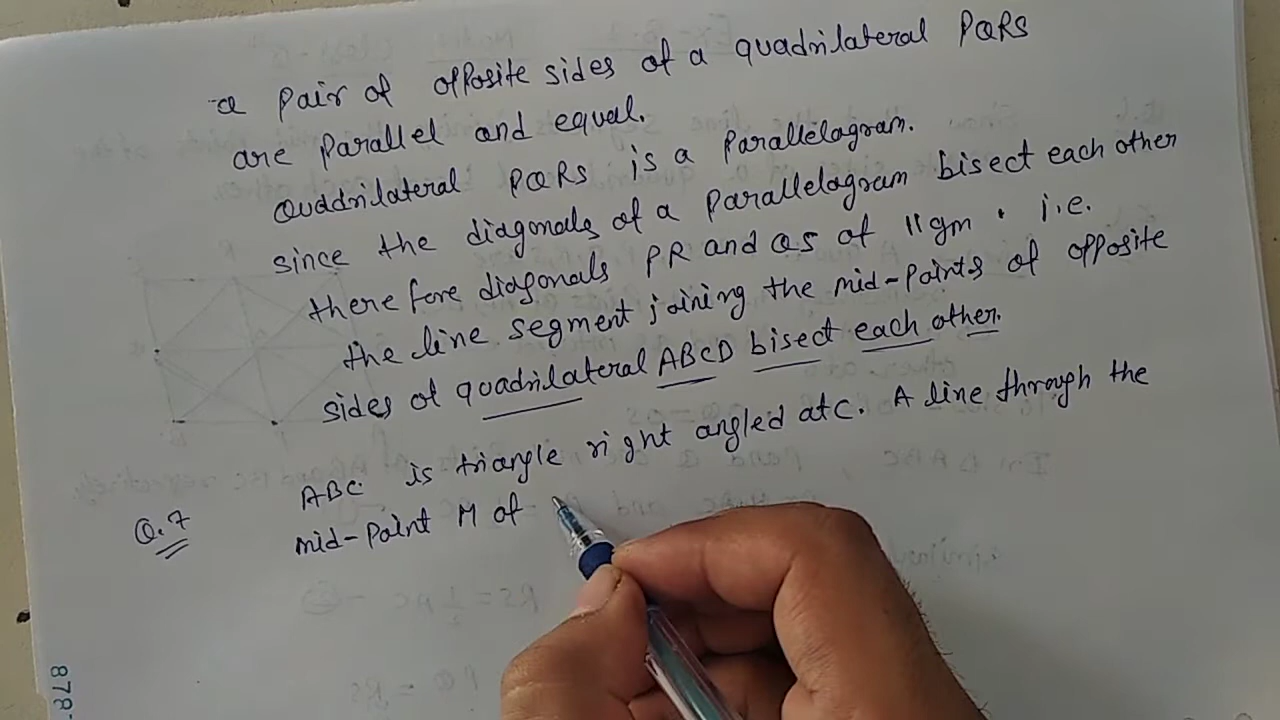 a pair of opposite sides of a quadrilateral PQRS
are parallel and equal.
Quadrilateral PQRS is a parallelogram.
since the diagonals of a parallelogram bisect each other
therefore diagonals PR and QS of ||gm . i.e.
the line segment joining the mid-points of opposite
sides of quadrilateral ABCD bisect each other.
Q.7 ABC is triangle right angled at C. A line through the
mid-point M of
8787